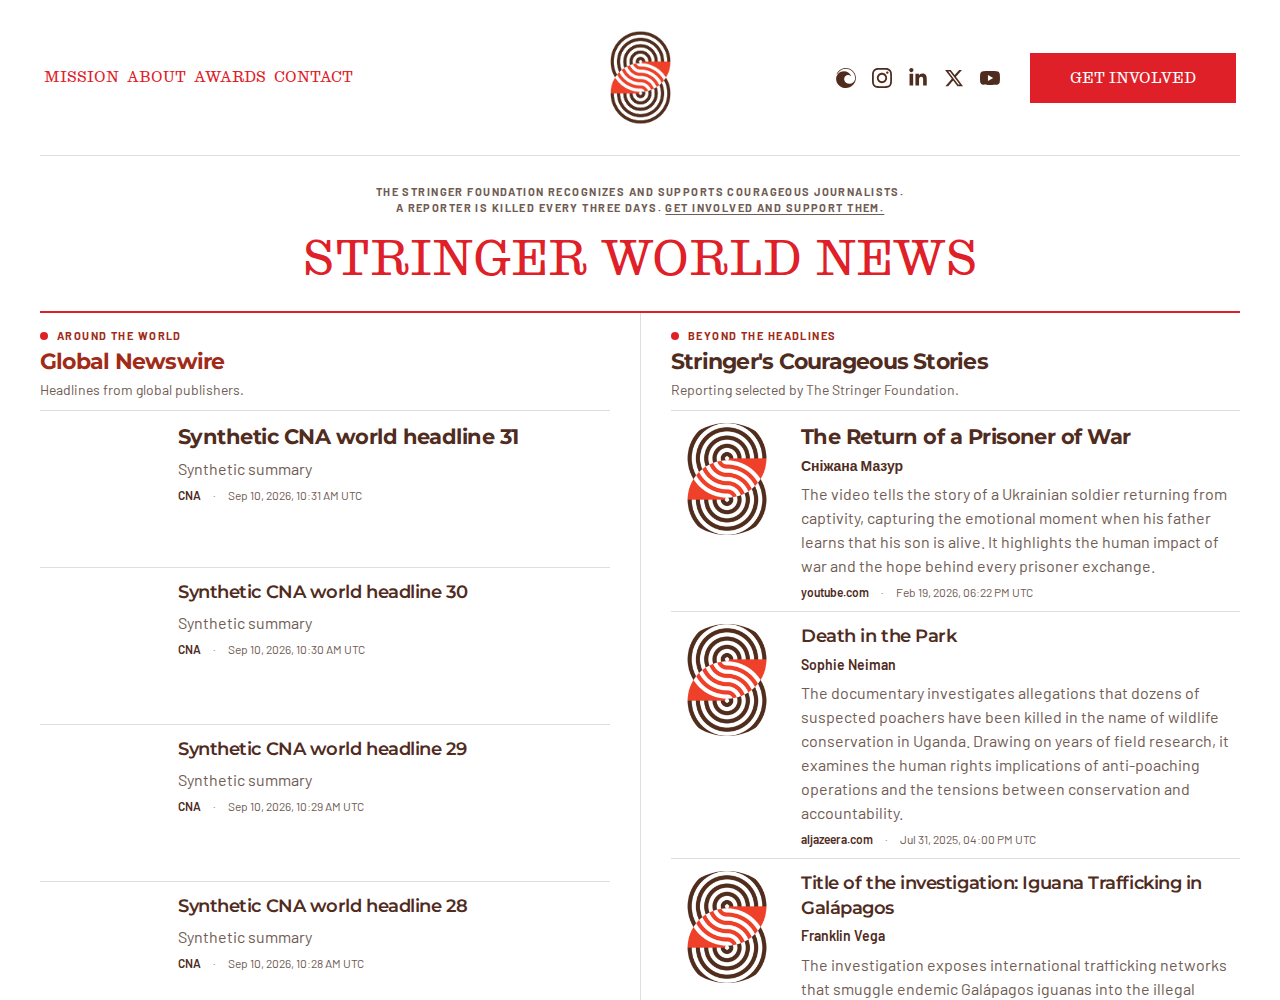 MISSION ABOUT AWARDS CONTACT
GET INVOLVED
THE STRINGER FOUNDATION RECOGNIZES AND SUPPORTS COURAGEOUS JOURNALISTS.
A REPORTER IS KILLED EVERY THREE DAYS. GET INVOLVED AND SUPPORT THEM.
STRINGER WORLD NEWS
AROUND THE WORLD
Global Newswire
Headlines from global publishers.
Synthetic CNA world headline 31
Synthetic summary
CNA · Sep 10, 2026, 10:31 AM UTC
Synthetic CNA world headline 30
Synthetic summary
CNA · Sep 10, 2026, 10:30 AM UTC
Synthetic CNA world headline 29
Synthetic summary
CNA · Sep 10, 2026, 10:29 AM UTC
Synthetic CNA world headline 28
Synthetic summary
CNA · Sep 10, 2026, 10:28 AM UTC
BEYOND THE HEADLINES
Stringer's Courageous Stories
Reporting selected by The Stringer Foundation.
The Return of a Prisoner of War
Сніжана Мазур
The video tells the story of a Ukrainian soldier returning from
captivity, capturing the emotional moment when his father
learns that his son is alive. It highlights the human impact of
war and the hope behind every prisoner exchange.
youtube.com · Feb 19, 2026, 06:22 PM UTC
Death in the Park
Sophie Neiman
The documentary investigates allegations that dozens of
suspected poachers have been killed in the name of wildlife
conservation in Uganda. Drawing on years of field research, it
examines the human rights implications of anti-poaching
operations and the tensions between conservation and
accountability.
aljazeera.com · Jul 31, 2025, 04:00 PM UTC
Title of the investigation: Iguana Trafficking in
Galápagos
Franklin Vega
The investigation exposes international trafficking networks
that smuggle endemic Galápagos iguanas into the illegal